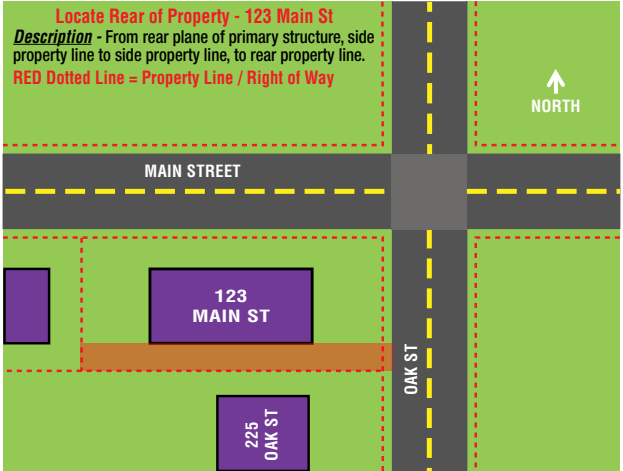 Locate Rear of Property - 123 Main St
Description - From rear plane of primary structure, side
property line to side property line, to rear property line.
RED Dotted Line = Property Line / Right of Way
NORTH
MAIN STREET
123
MAIN ST
OAK ST
225
OAK ST